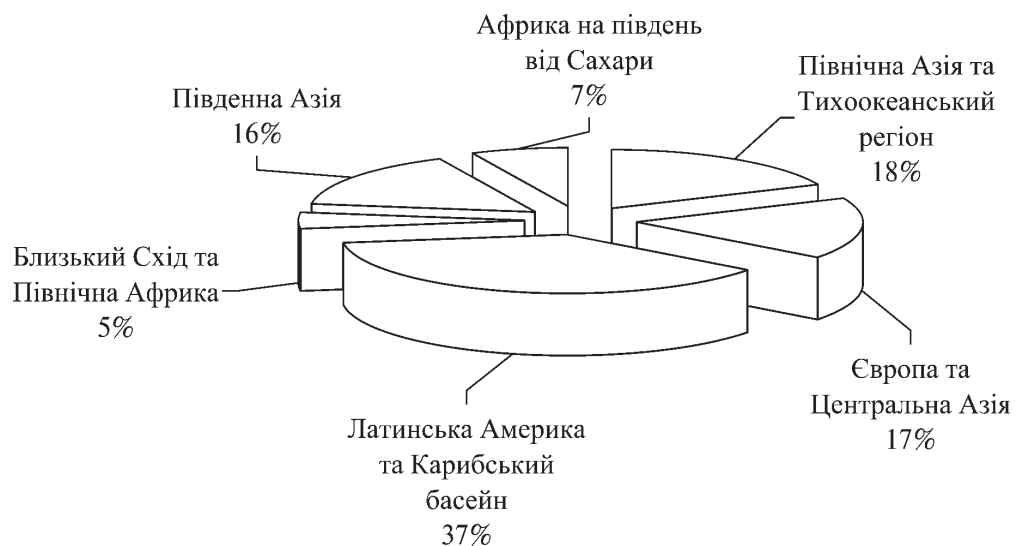 Африка на південь
від Сахари
7%
Північна Азія та
Тихоокеанський
регіон
18%
Південна Азія
16%
Близький Схід та
Північна Африка
5%
Європа та
Центральна Азія
17%
Латинська Америка
та Карибський
басейн
37%